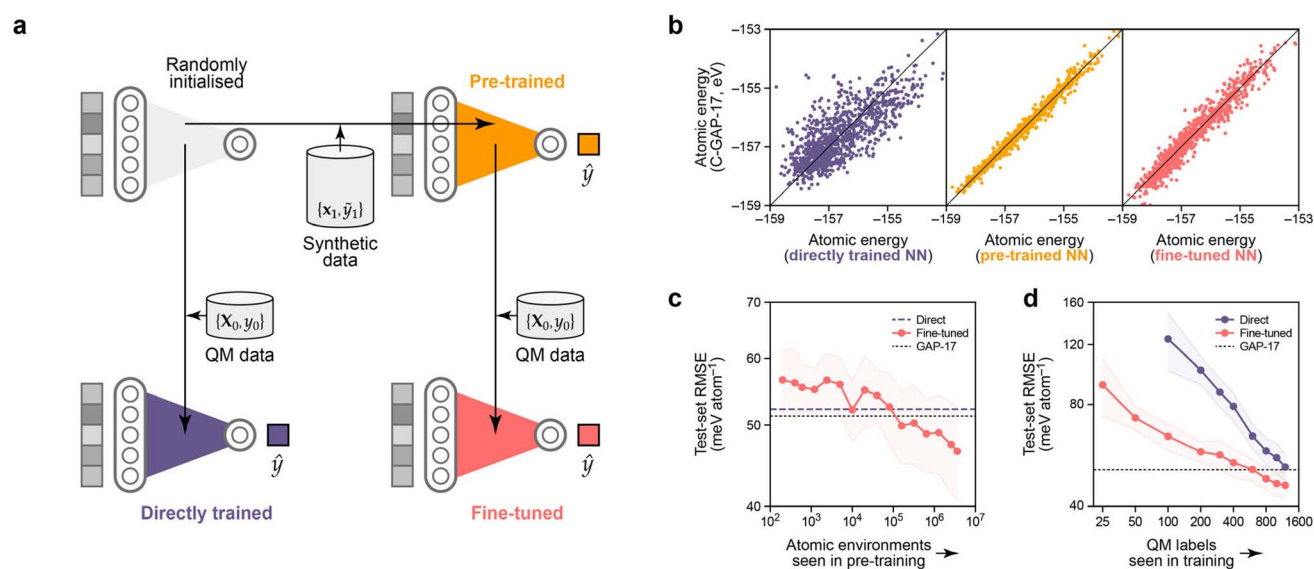 a
Randomly
initialised
Pre-trained
ŷ
{x₁, ỹ₁}
Synthetic
data
{X₀, y₀}
QM data
{X₀, y₀}
QM data
ŷ
ŷ
Directly trained
Fine-tuned
b
Atomic energy
(C-GAP-17, eV)
−153
−155
−157
−159
−159
−157
−155
−159
−157
−155
−159
−157
−155
−153
Atomic energy
(directly trained NN)
Atomic energy
(pre-trained NN)
Atomic energy
(fine-tuned NN)
c
Test-set RMSE
(meV atom⁻¹)
70
60
50
40
Direct
Fine-tuned
GAP-17
10²
10³
10⁴
10⁵
10⁶
10⁷
Atomic environments
seen in pre-training
d
Test-set RMSE
(meV atom⁻¹)
160
120
80
40
Direct
Fine-tuned
GAP-17
25
50
100
200
400
800
1600
QM labels
seen in training